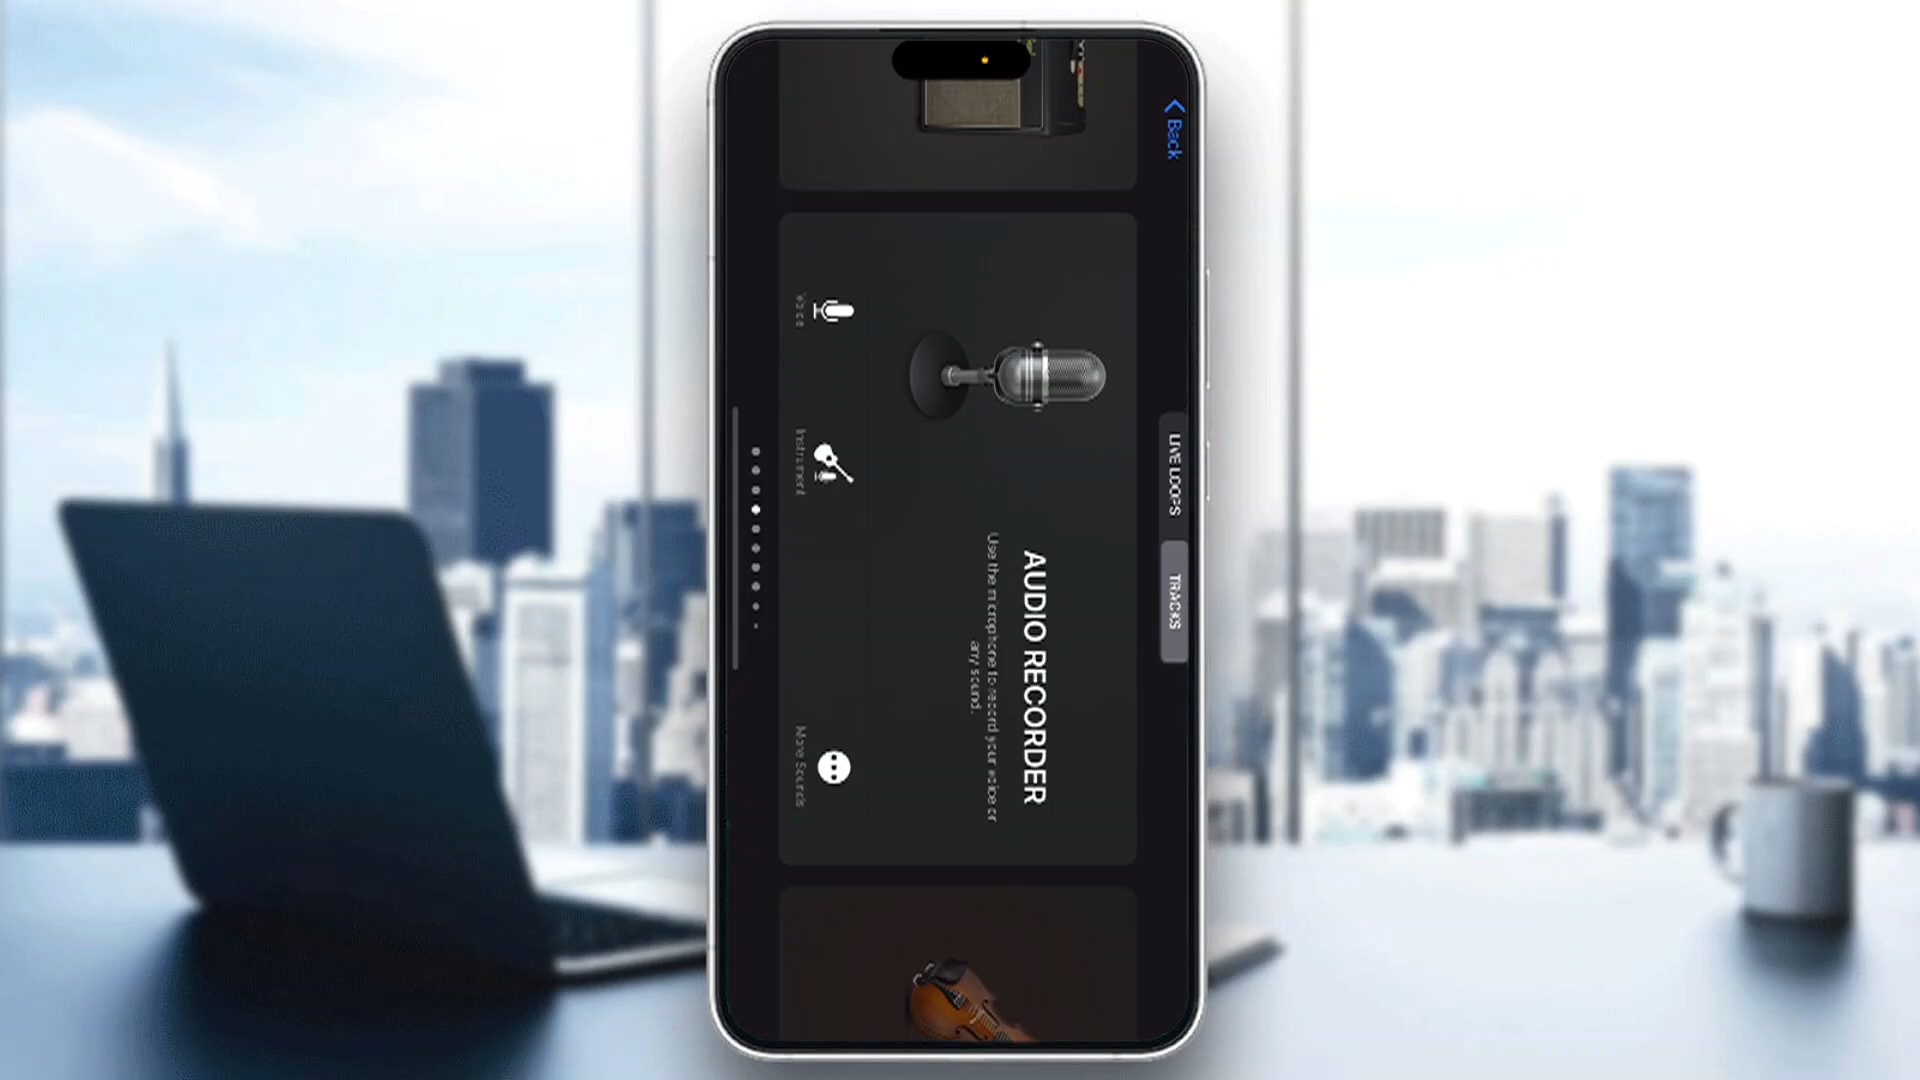 Back
LIVE LOOPS
TRACKS
AUDIO RECORDER
Use the microphone to record your voice or
any sound.
Voice
Instrument
More Sounds